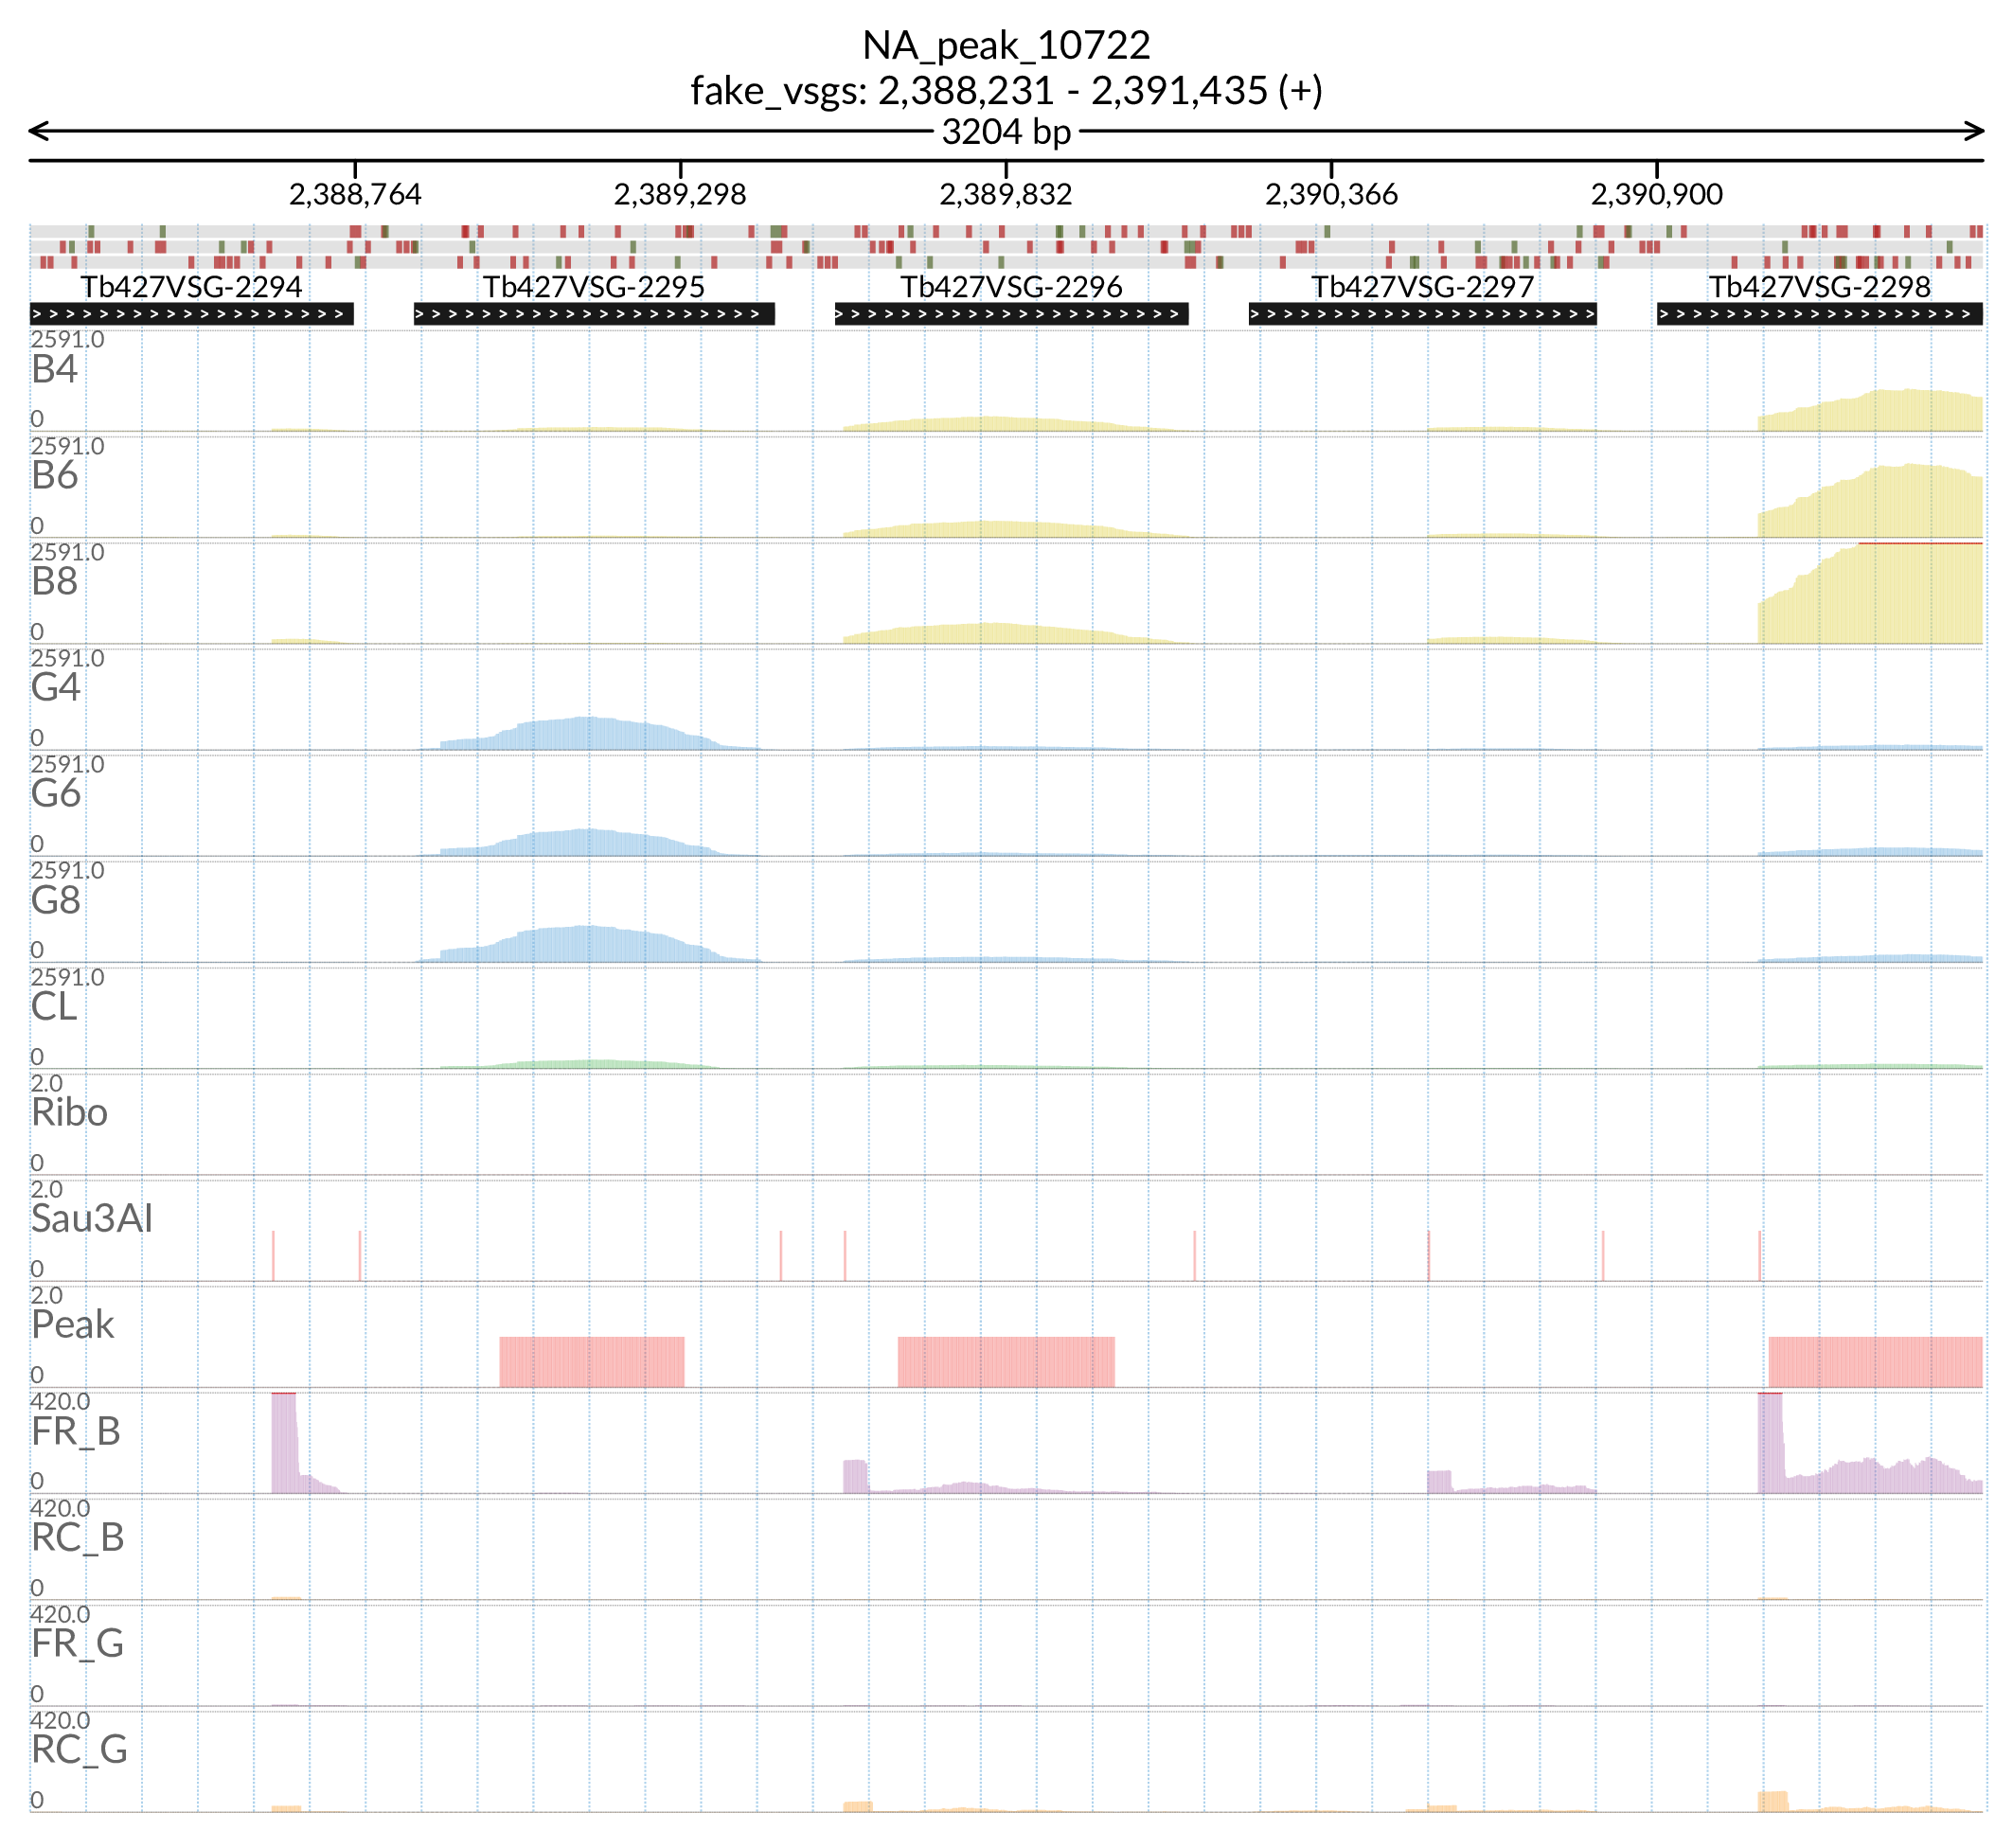 NA_peak_10722
fake_vsgs: 2,388,231 - 2,391,435 (+)
3204 bp
2,388,764 2,389,298 2,389,832 2,390,366 2,390,900
Tb427VSG-2294 Tb427VSG-2295 Tb427VSG-2296 Tb427VSG-2297 Tb427VSG-2298
2591.0
B4
0
2591.0
B6
0
2591.0
B8
0
2591.0
G4
0
2591.0
G6
0
2591.0
G8
0
2591.0
CL
0
2.0
Ribo
0
2.0
Sau3AI
0
2.0
Peak
0
420.0
FR_B
0
420.0
RC_B
0
420.0
FR_G
0
420.0
RC_G
0